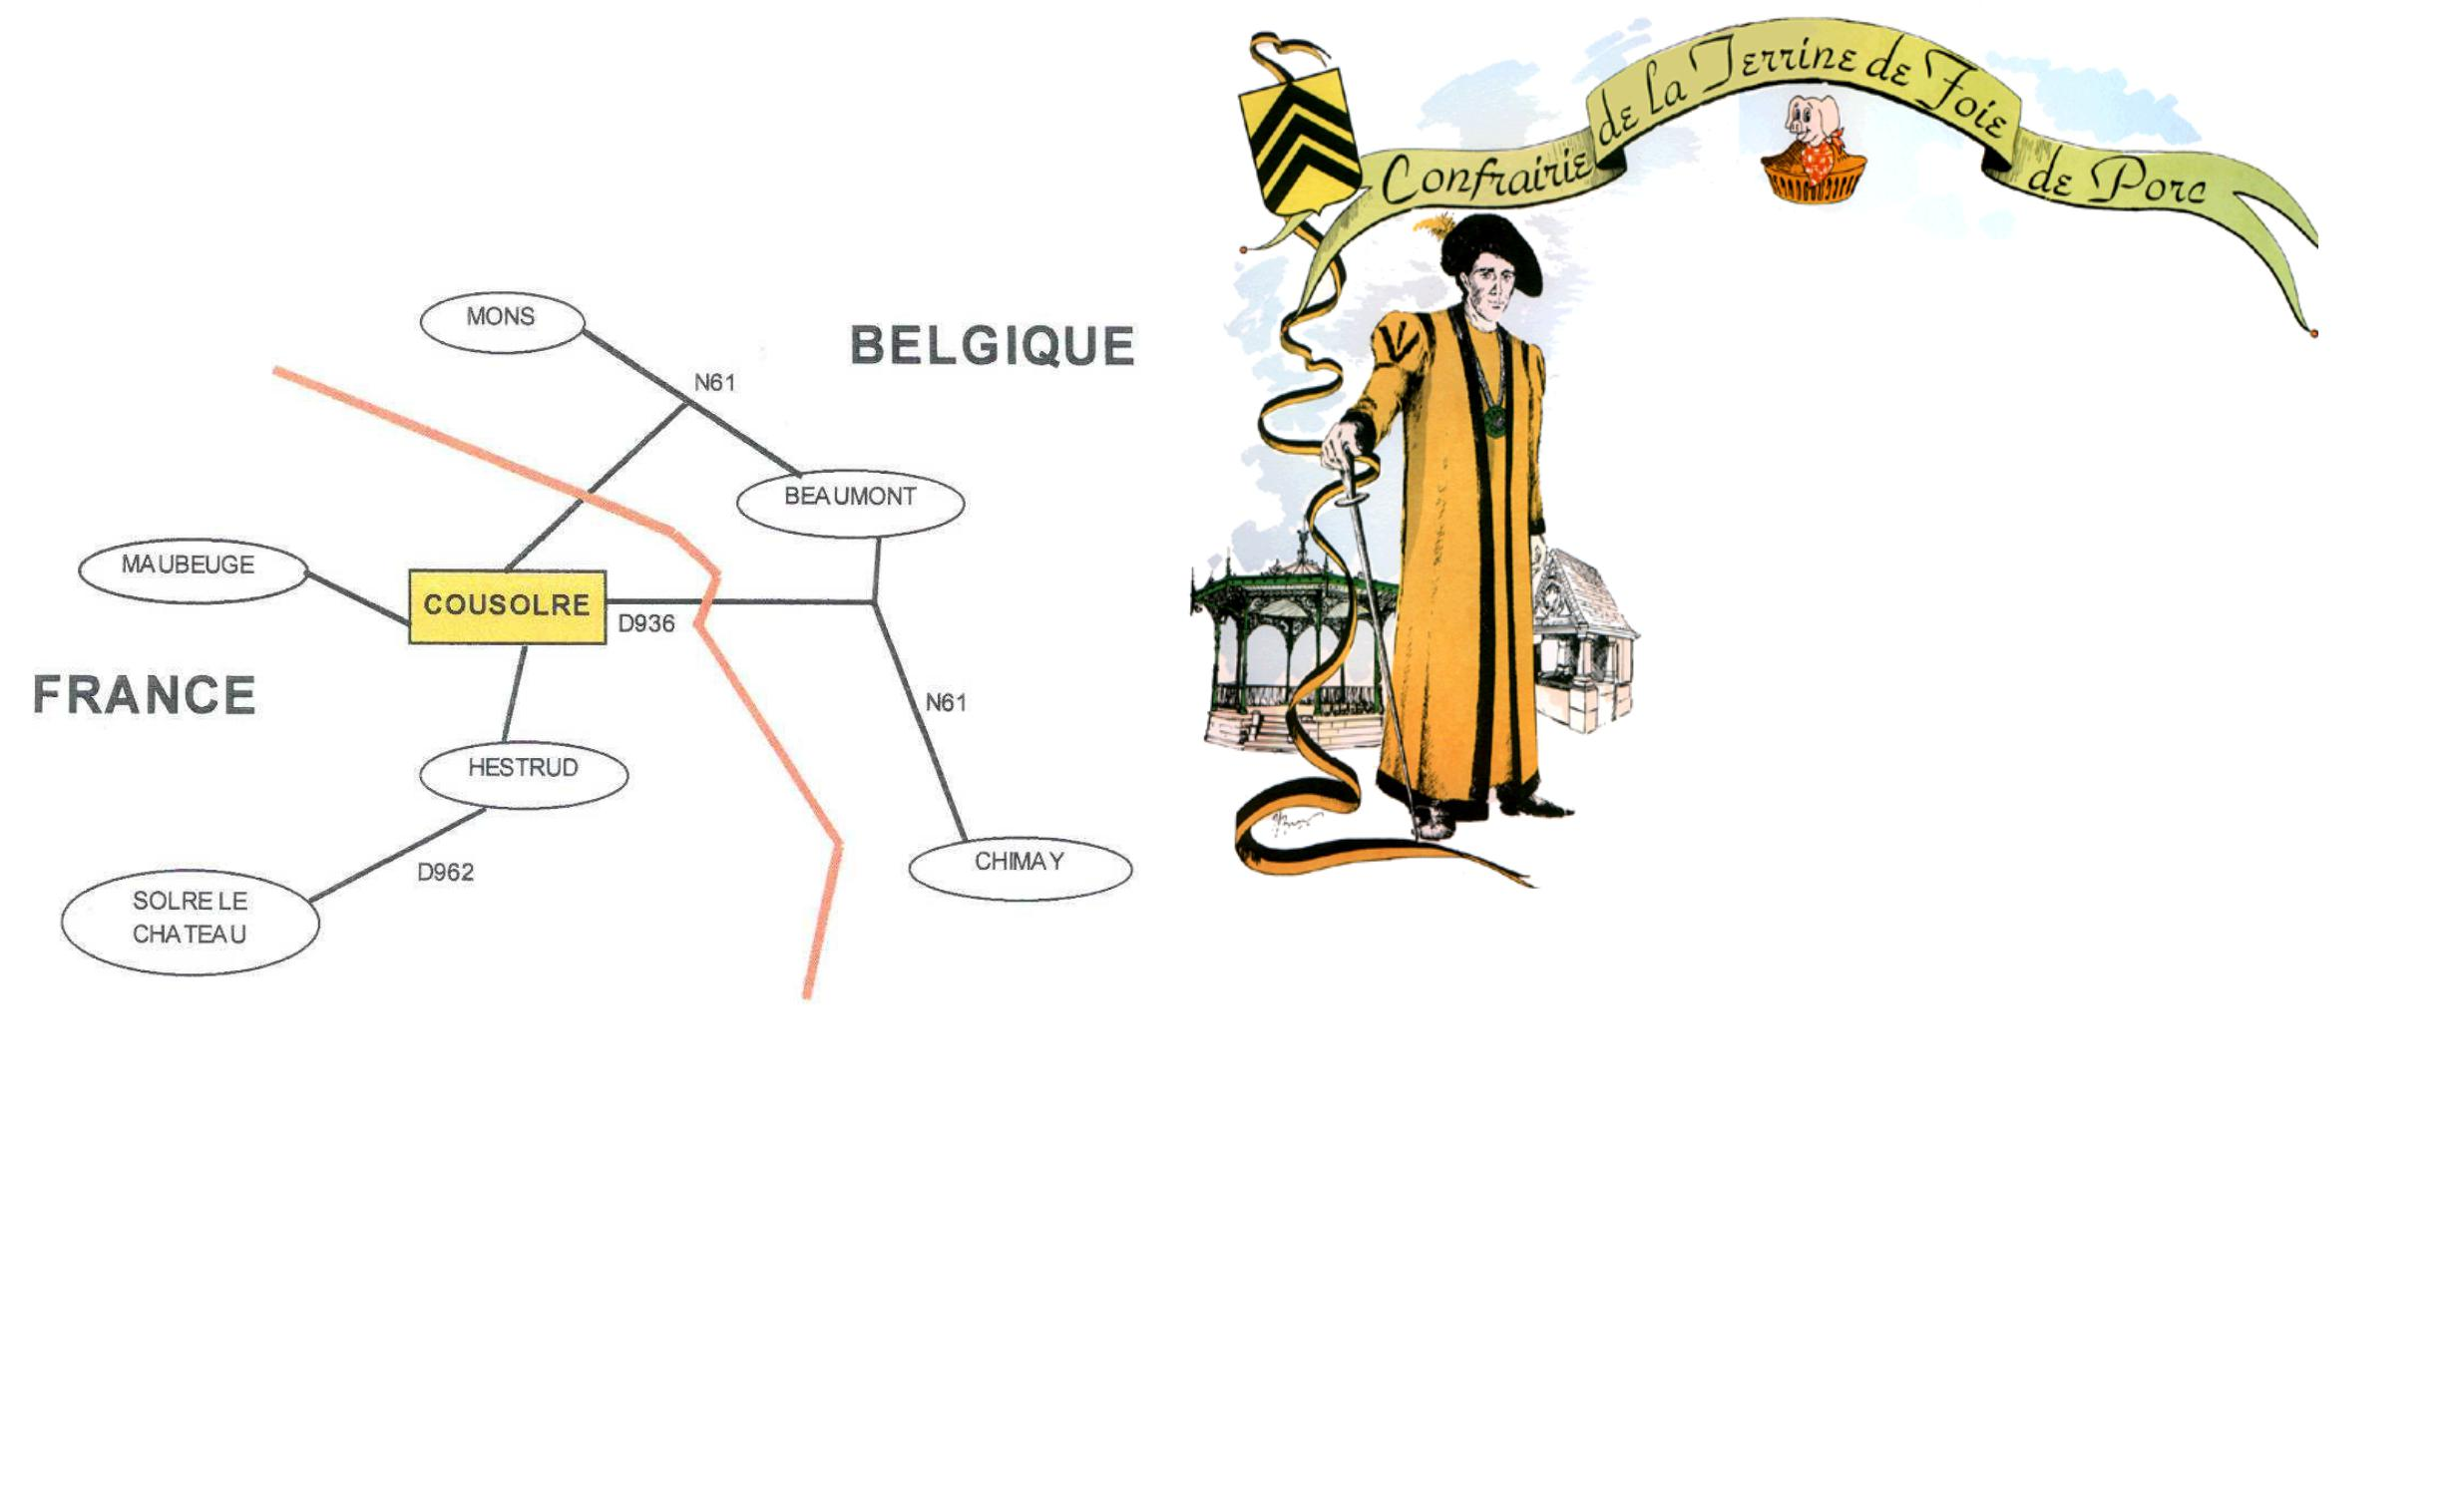 MONS
BELGIQUE
N61
BEAUMONT
MAUBEUGE
COUSOLRE
D936
FRANCE
N61
HESTRUD
CHIMAY
D962
SOLRE LE
CHATEAU
Confrairie de la Terrine de Foie de Porc